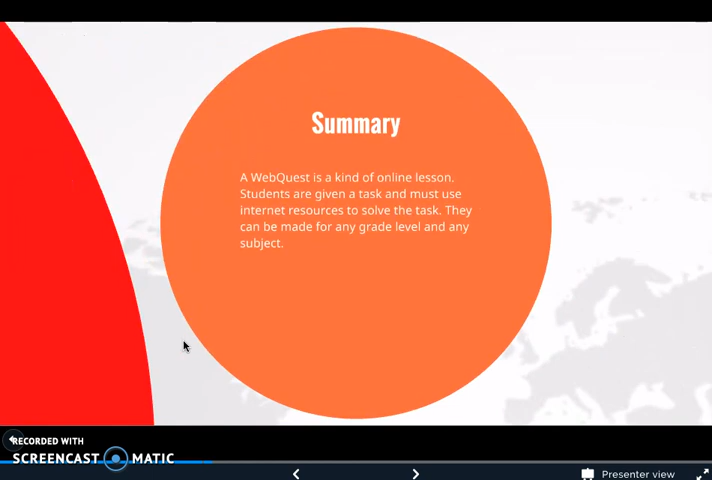 Summary
A WebQuest is a kind of online lesson.
Students are given a task and must use
internet resources to solve the task. They
can be made for any grade level and any
subject.
RECORDED WITH
SCREENCAST MATIC
Presenter view